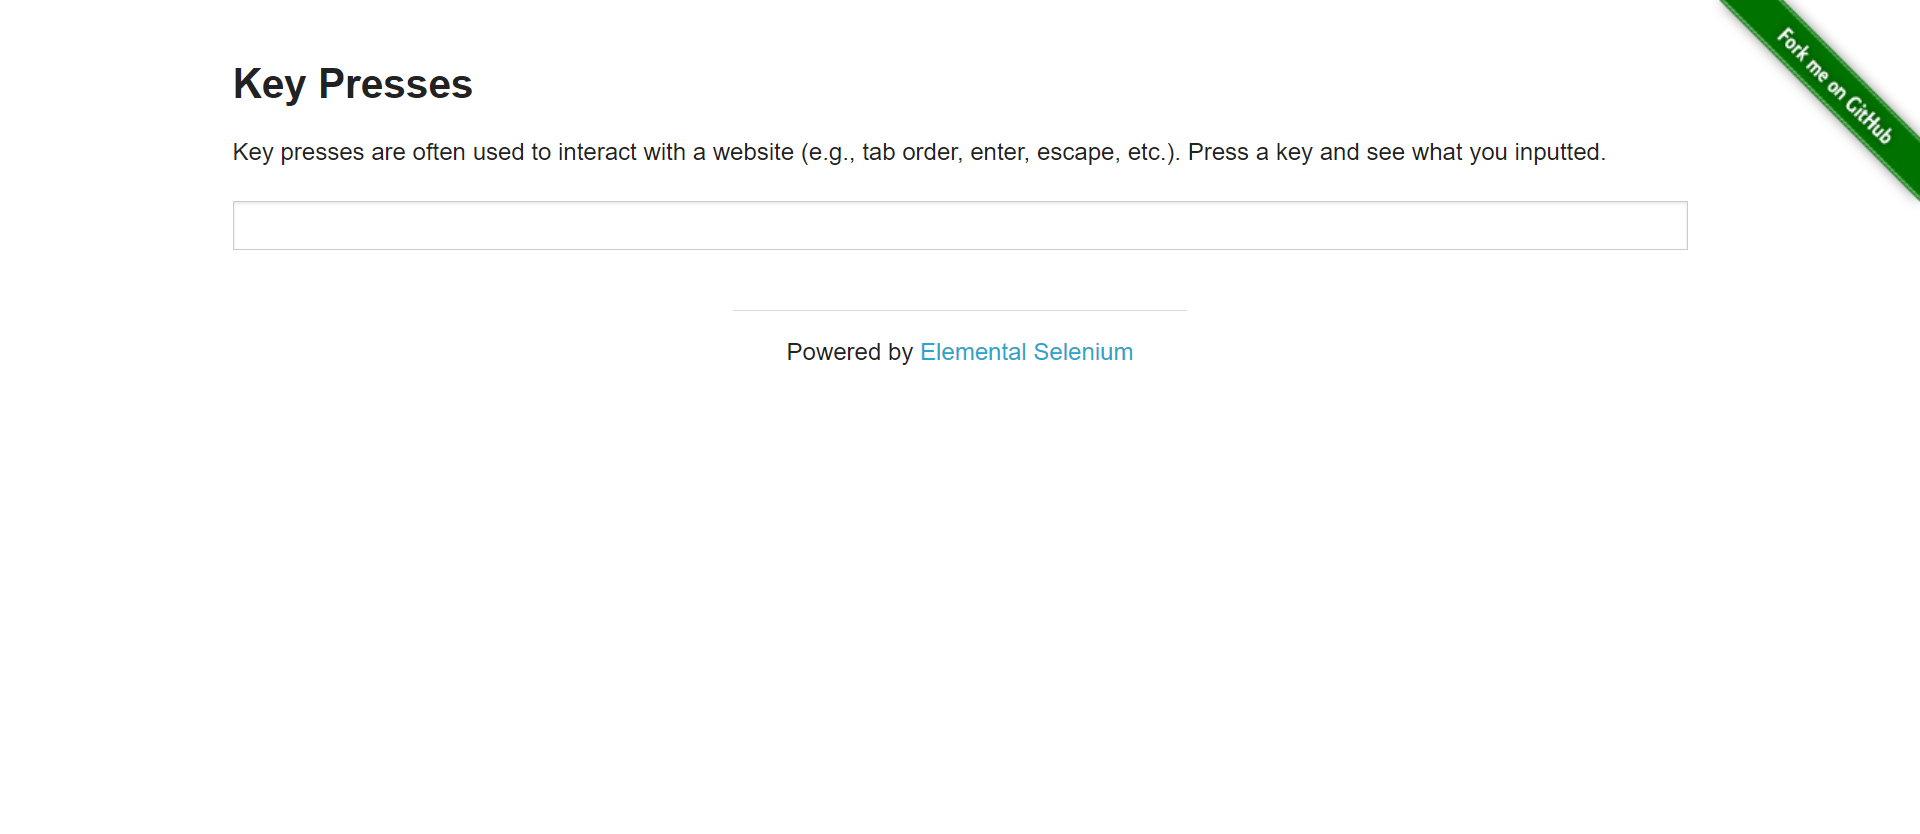 Key Presses
Key presses are often used to interact with a website (e.g., tab order, enter, escape, etc.). Press a key and see what you inputted.
Powered by Elemental Selenium
Fork me on GitHub